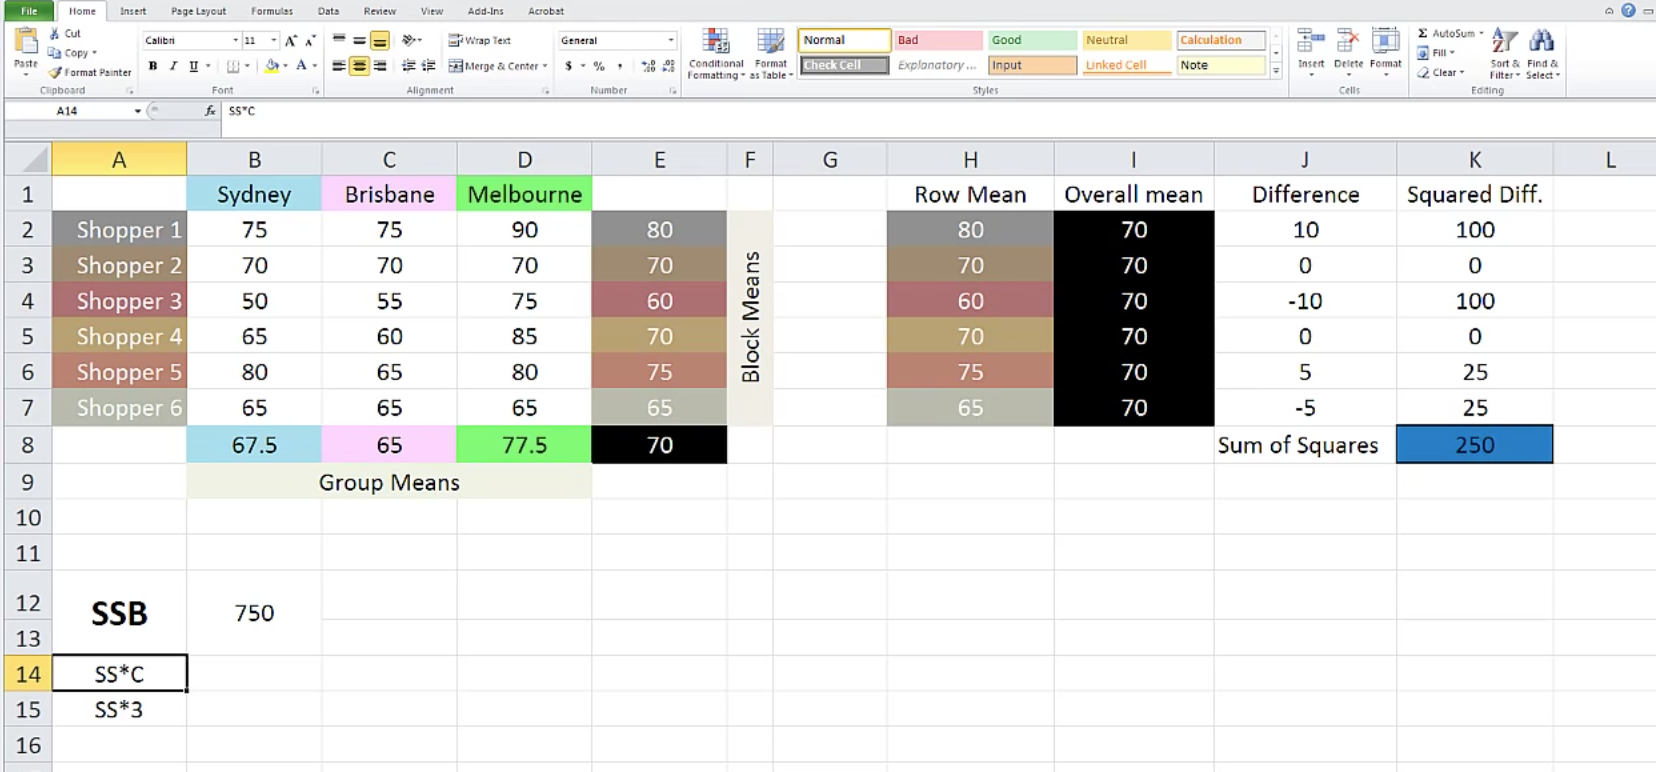 File Home Insert Page Layout Formulas Data Review View Add-Ins Acrobat
Cut Calibri 11 A A Wrap Text General Normal Bad Good Neutral Calculation Σ AutoSum
Copy Fill
Paste Format Painter B I U A Merge & Center $ % , Conditional Formatting Format as Table Check Cell Explanatory ... Input Linked Cell Note Insert Delete Format Clear Sort & Filter Find & Select
Clipboard Font Alignment Number Styles Cells Editing
A14 fx SS*C
A B C D E F G H I J K L
1 Sydney Brisbane Melbourne Row Mean Overall mean Difference Squared Diff.
2 Shopper 1 75 75 90 80 80 70 10 100
3 Shopper 2 70 70 70 70 70 70 0 0
4 Shopper 3 50 55 75 60 60 70 -10 100
5 Shopper 4 65 60 85 70 70 70 0 0
6 Shopper 5 80 65 80 75 75 70 5 25
7 Shopper 6 65 65 65 65 65 70 -5 25
Block Means
8 67.5 65 77.5 70 Sum of Squares 250
9 Group Means
10
11
12 SSB 750
13
14 SS*C
15 SS*3
16